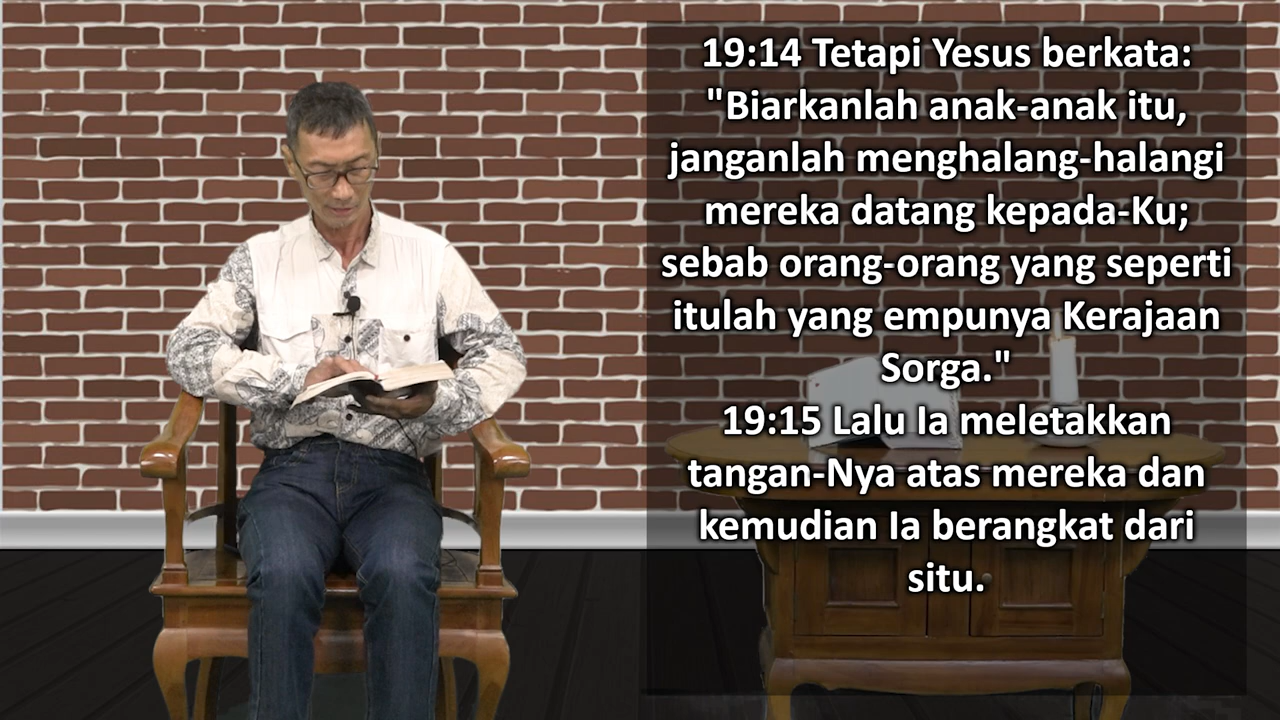 19:14 Tetapi Yesus berkata:
"Biarkanlah anak-anak itu,
janganlah menghalang-halangi
mereka datang kepada-Ku;
sebab orang-orang yang seperti
itulah yang empunya Kerajaan
Sorga."
19:15 Lalu Ia meletakkan
tangan-Nya atas mereka dan
kemudian Ia berangkat dari
situ.